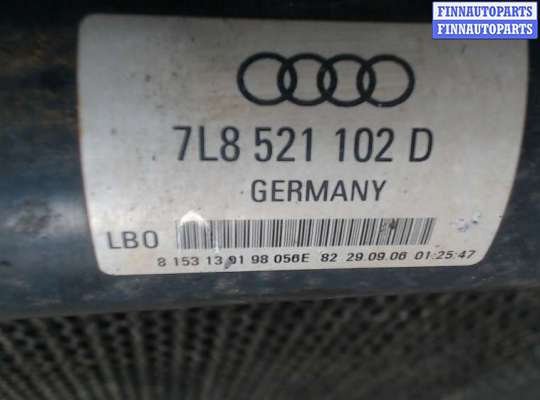 FINNAUTOPARTS
FINNAUTOPARTS
7L8 521 102 D
GERMANY
LBO
8 153 13 01 98 056E 82 29.09.06 01:25:47